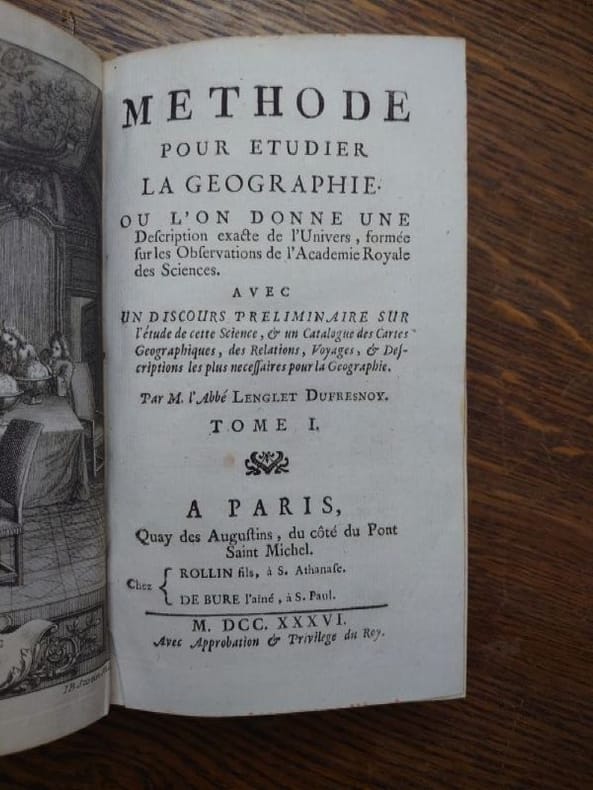 METHODE
POUR ETUDIER
LA GEOGRAPHIE.
OU L'ON DONNE UNE
Deſcription exacte de l'Univers, formée
ſur les Obſervations de l'Academie Royale
des Sciences.
AVEC
UN DISCOURS PRELIMINAIRE SUR
l'étude de cette Science, & un Catalogue des Cartes
Geographiques, des Relations, Voyages, & Deſ-
criptions les plus neceſſaires pour la Geographie.
Par M. l'Abbé LENGLET DUFRESNOY.
TOME I.
A PARIS,
Quay des Auguſtins, du côté du Pont
Saint Michel.
Chez { ROLLIN fils, à S. Athanaſe.
DE BURE l'aîné, à S. Paul.
M. DCC. XXXVI.
Avec Approbation & Privilege du Roy.